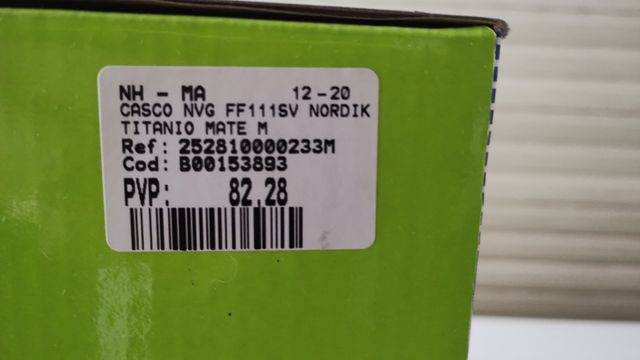 NH - MA 12-20
CASCO NVG FF111SV NORDIK
TITANIO MATE M
Ref: 252810000233M
Cod: B00153893
PVP: 82,28